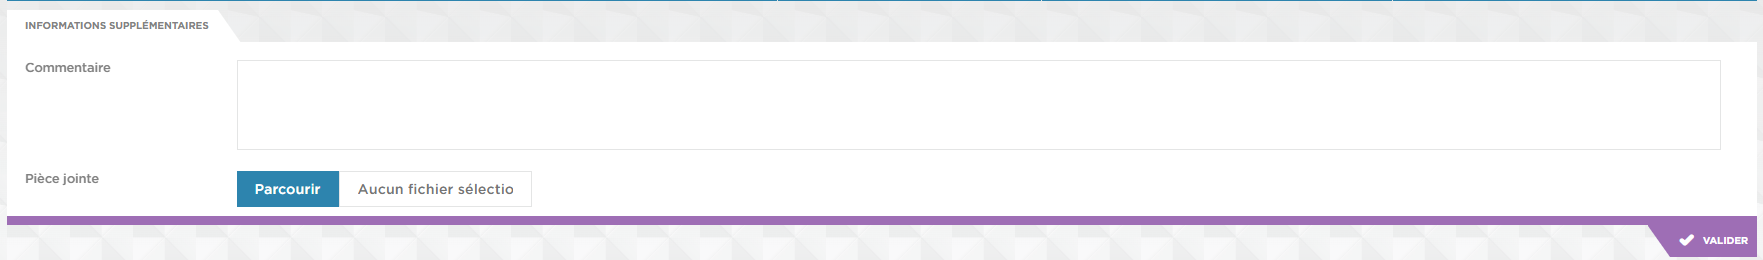 INFORMATIONS SUPPLÉMENTAIRES
Commentaire
Pièce jointe
Parcourir
Aucun fichier sélectio
VALIDER